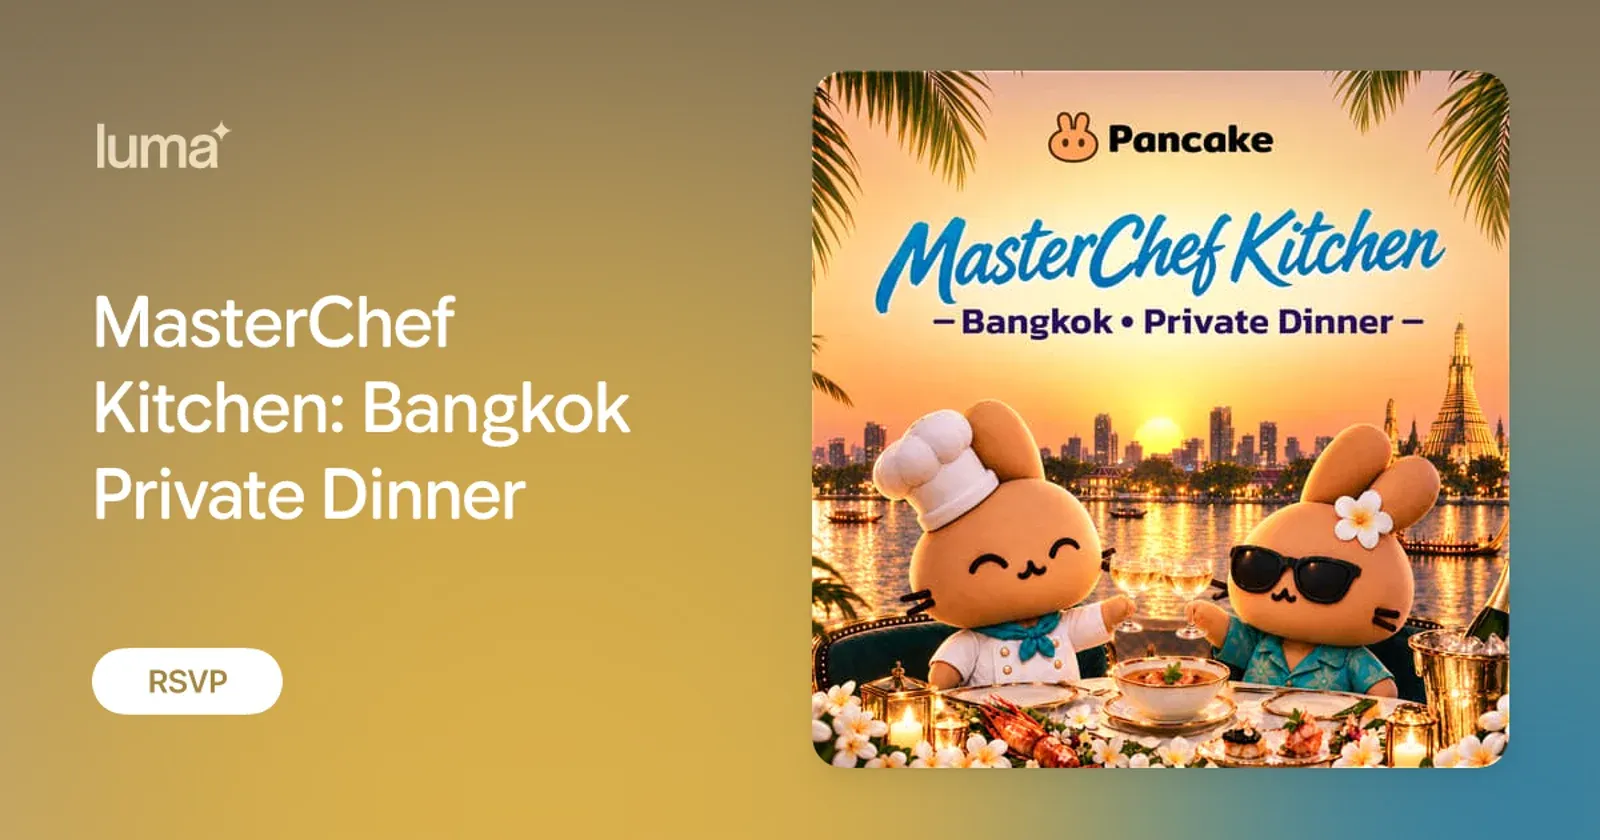 luma
MasterChef
Kitchen: Bangkok
Private Dinner
RSVP
Pancake
MasterChef Kitchen
– Bangkok • Private Dinner –